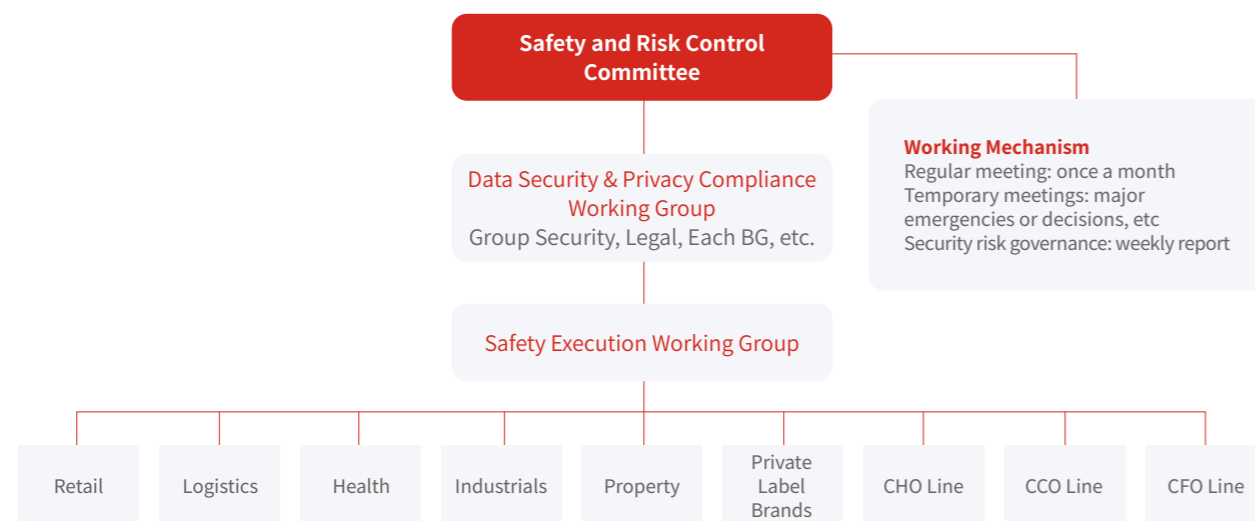 Safety and Risk Control
Committee
Working Mechanism
Regular meeting: once a month
Temporary meetings: major
emergencies or decisions, etc
Security risk governance: weekly report
Data Security & Privacy Compliance
Working Group
Group Security, Legal, Each BG, etc.
Safety Execution Working Group
Retail
Logistics
Health
Industrials
Property
Private
Label
Brands
CHO Line
CCO Line
CFO Line